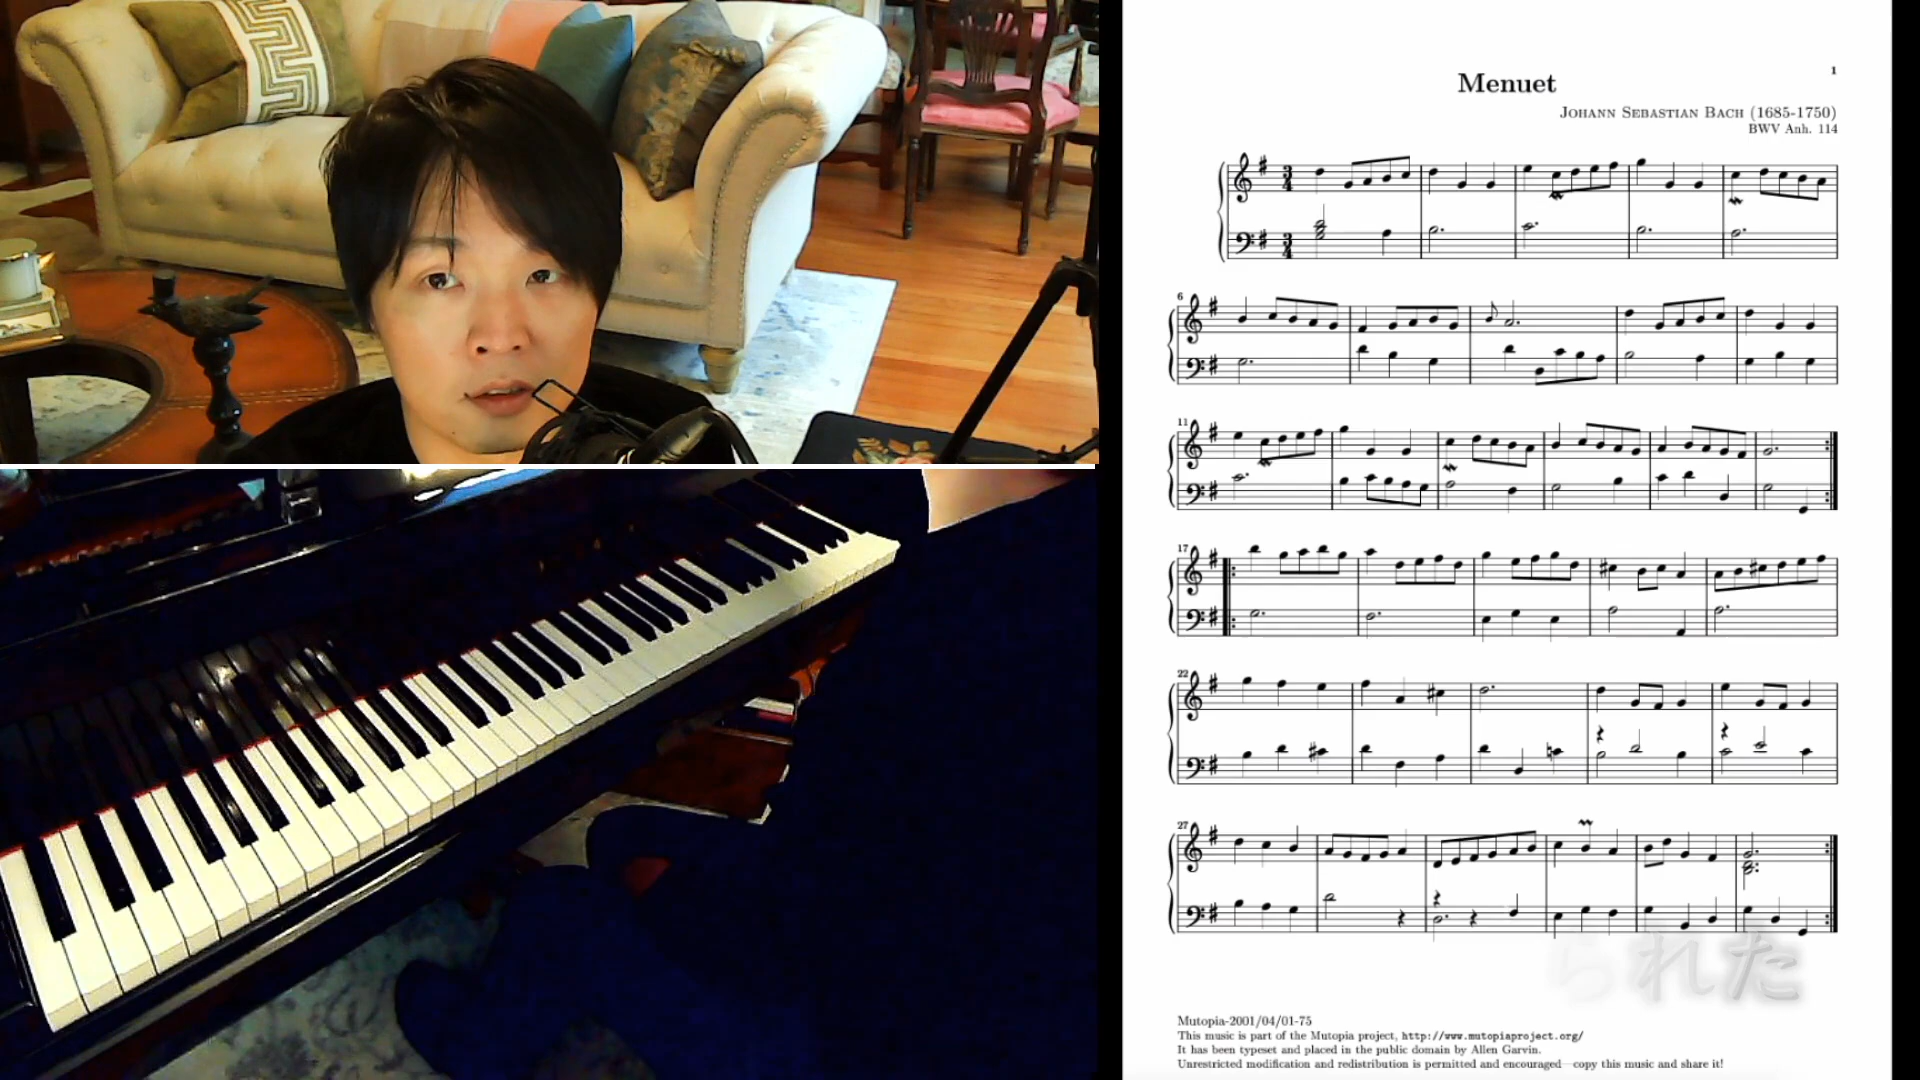 1
Menuet
JOHANN SEBASTIAN BACH (1685-1750)
BWV Anh. 114
6
11
17
22
27
られた
Mutopia-2001/04/01-75
This music is part of the Mutopia project, http://www.mutopiaproject.org/
It has been typeset and placed in the public domain by Allen Garvin.
Unrestricted modification and redistribution is permitted and encouraged—copy this music and share it!